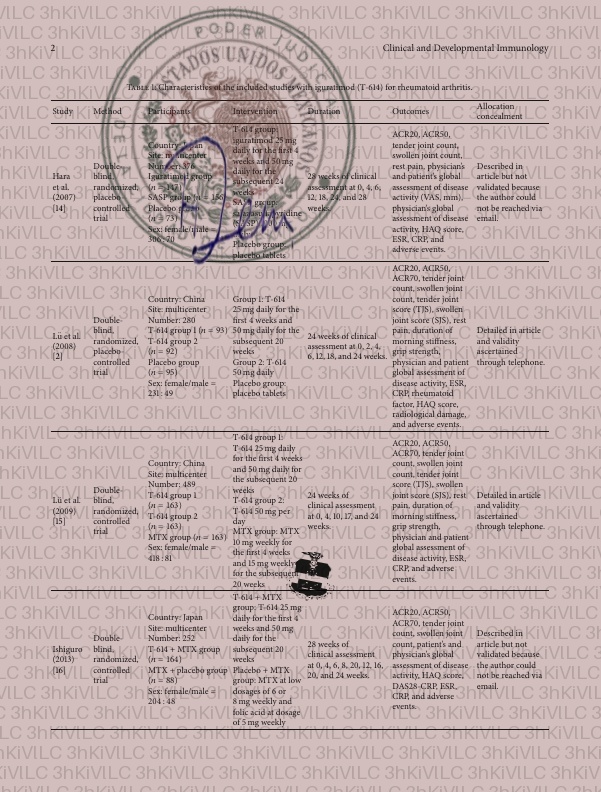 2
Clinical and Developmental Immunology
Table 1: Characteristics of the included studies with iguratimod (T-614) for rheumatoid arthritis.
Study
Method
Participants
Intervention
Duration
Outcomes
Allocation
concealment
Hara
et al.
(2007)
[14]
Double-
blind,
randomized,
placebo
controlled
trial
Country: Japan
Site: multicenter
Number: 376
Iguratimod group
(n = 147)
SASP group (n = 156)
Placebo group
(n = 73)
Sex: female/male =
306 : 70
T-614 group:
iguratimod 25 mg
daily for the first 4
weeks and 50 mg
daily for the
subsequent 24
weeks
SASP group:
Placebo group:
placebo tablets
28 weeks of clinical
assessment at 0, 4, 6,
12, 18, 24, and 28
weeks.
ACR20, ACR50,
tender joint count,
swollen joint count,
rest pain, physician's
and patient's global
assessment of disease
activity (VAS, mm),
physician's global
assessment of disease
activity, HAQ score,
ESR, CRP, and
adverse events.
Described in
article but not
validated because
the author could
not be reached via
email.
Lü et al.
(2008)
[2]
Double-
blind,
randomized,
placebo
controlled
trial
Country: China
Site: multicenter
Number: 280
T-614 group 1 (n = 93)
T-614 group 2
(n = 92)
Placebo group
(n = 95)
Sex: female/male =
231 : 49
Group 1: T-614
25 mg daily for the
first 4 weeks and
50 mg daily for the
subsequent 20
weeks
Group 2: T-614
50 mg daily
Placebo group:
placebo tablets
24 weeks of clinical
assessment at 0, 2, 4,
6, 12, 18, and 24 weeks.
ACR20, ACR50,
ACR70, tender joint
count, swollen joint
count, tender joint
score (TJS), swollen
joint score (SJS), rest
pain, duration of
morning stiffness,
grip strength,
physician and patient
global assessment of
disease activity, ESR,
CRP, rheumatoid
factor, HAQ score,
radiological damage,
and adverse events.
Detailed in article
and validity
ascertained
through telephone.
Lü et al.
(2009)
[15]
Double-
blind,
randomized,
controlled
trial
Country: China
Site: multicenter
Number: 489
T-614 group 1
(n = 163)
T-614 group 2
(n = 163)
MTX group (n = 163)
Sex: female/male =
418 : 81
T-614 group 1:
T-614 25 mg daily
for the first 4 weeks
and 50 mg daily for
the subsequent 20
weeks
T-614 group 2:
T-614 50 mg per
day
MTX group: MTX
10 mg weekly for
the first 4 weeks
and 15 mg weekly
for the subsequent
20 weeks
24 weeks of
clinical assessment
at 0, 4, 10, 17, and 24
weeks.
ACR20, ACR50,
ACR70, tender joint
count, swollen joint
count, tender joint
score (TJS), swollen
joint score (SJS), rest
pain, duration of
morning stiffness,
grip strength,
physician and patient
global assessment of
disease activity, HAQ score, ESR,
CRP, and adverse
events.
Detailed in article
and validity
ascertained
through telephone.
Ishiguro
(2013)
[16]
Double-
blind,
randomized,
controlled
trial
Country: Japan
Site: multicenter
Number: 252
T-614 + MTX
(n = 164)
MTX + placebo group
(n = 88)
Sex: female/male =
204 : 48
T-614 + MTX
group: T-614 25 mg
daily for the first 4
weeks and 50 mg
daily for the
subsequent 20
weeks
Placebo + MTX
group: MTX at low
dosages of 6 or
8 mg weekly and
folic acid at dosage
of 5 mg weekly
28 weeks of
clinical assessment
at 0, 4, 6, 8, 20, 12, 16,
20, and 24 weeks.
ACR20, ACR50,
ACR70, tender joint
count, swollen joint
count, patient's and
physician's global
assessment of disease
activity, HAQ score,
DAS28-CRP, ESR,
CRP, and adverse
events.
Described in
article but not
validated because
the author could
not be reached via
email.
3hKiVILC
PODER JUDIC
ESTADOS UNIDOS MEXICANOS